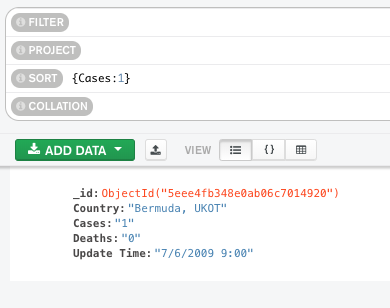 FILTER
PROJECT
SORT {Cases:1}
COLLATION
ADD DATA VIEW { }
_id: ObjectId("5eee4fb348e0ab06c7014920")
Country: "Bermuda, UKOT"
Cases: "1"
Deaths: "0"
Update Time: "7/6/2009 9:00"